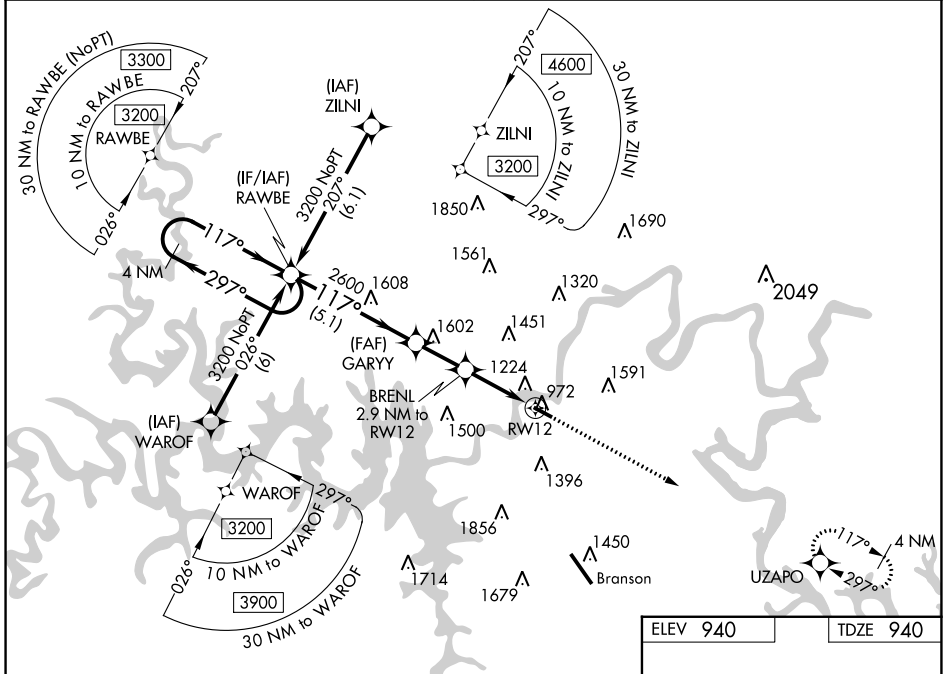 30 NM to RAWBE (NoPT)
3300
207°
10 NM to RAWBE
3200
RAWBE
026°
(IAF)
ZILNI
207°
4600
30 NM to ZILNI
10 NM to ZILNI
ZILNI
3200
297°
(IF/IAF)
RAWBE
3200 NoPT
207°
(6.1)
1850
1690
117°
4 NM
297°
2600
117°
(5.1)
1608
1561
1320
2049
3200 NoPT
026°
(6)
(FAF)
GARYY
1602
1451
BRENL
2.9 NM to
RW12
1224
972
RW12
1591
1500
(IAF)
WAROF
1396
WAROF
297°
3200
10 NM to WAROF
026°
3900
30 NM to WAROF
1856
1714
1679
1450
Branson
UZAPO
117°
4 NM
297°
ELEV 940
TDZE 940